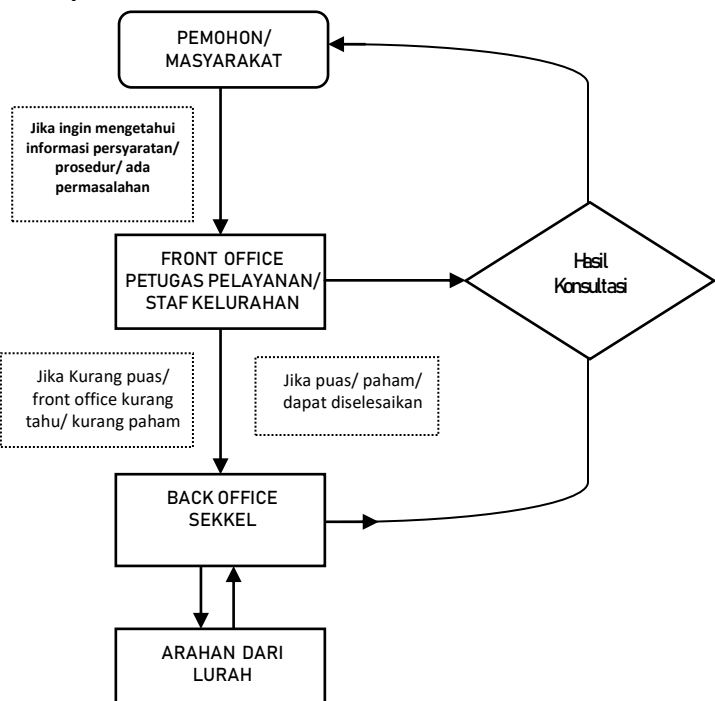 PEMOHON/
MASYARAKAT
Jika ingin mengetahui
informasi persyaratan/
prosedur/ ada
permasalahan
FRONT OFFICE
PETUGAS PELAYANAN/
STAF KELURAHAN
Hasil
Konsultasi
Jika Kurang puas/
front office kurang
tahu/ kurang paham
Jika puas/ paham/
dapat diselesaikan
BACK OFFICE
SEKKEL
ARAHAN DARI
LURAH